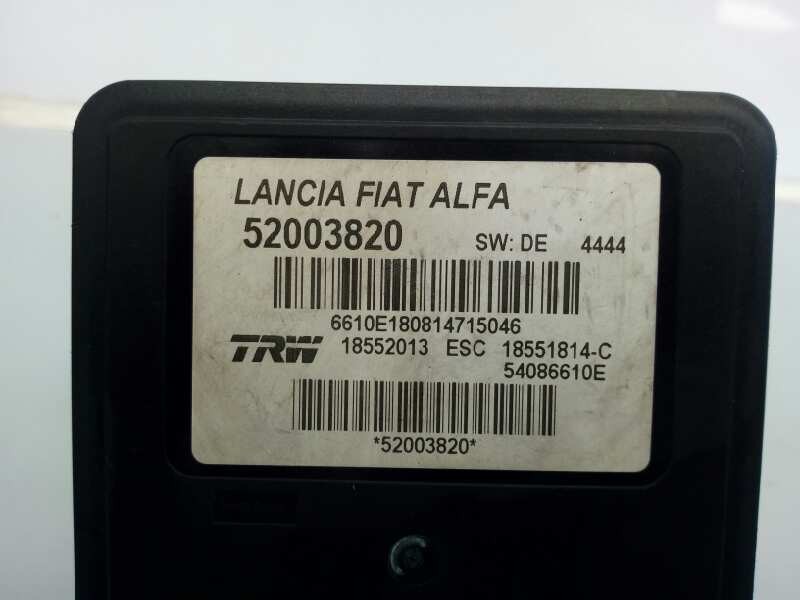 LANCIA FIAT ALFA
52003820 SW: DE 4444
6610E180814715046
TRW 18552013 ESC 18551814-C
54086610E
*52003820*